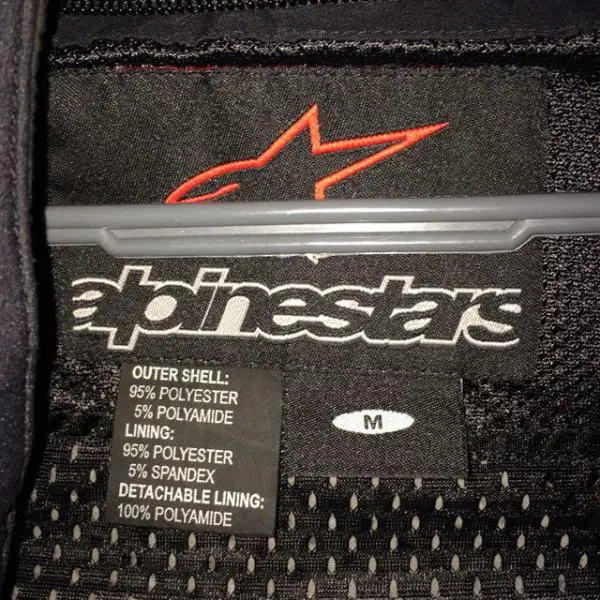 alpinestars
OUTER SHELL:
95% POLYESTER
5% POLYAMIDE
LINING:
95% POLYESTER
5% SPANDEX
DETACHABLE LINING:
100% POLYAMIDE
M